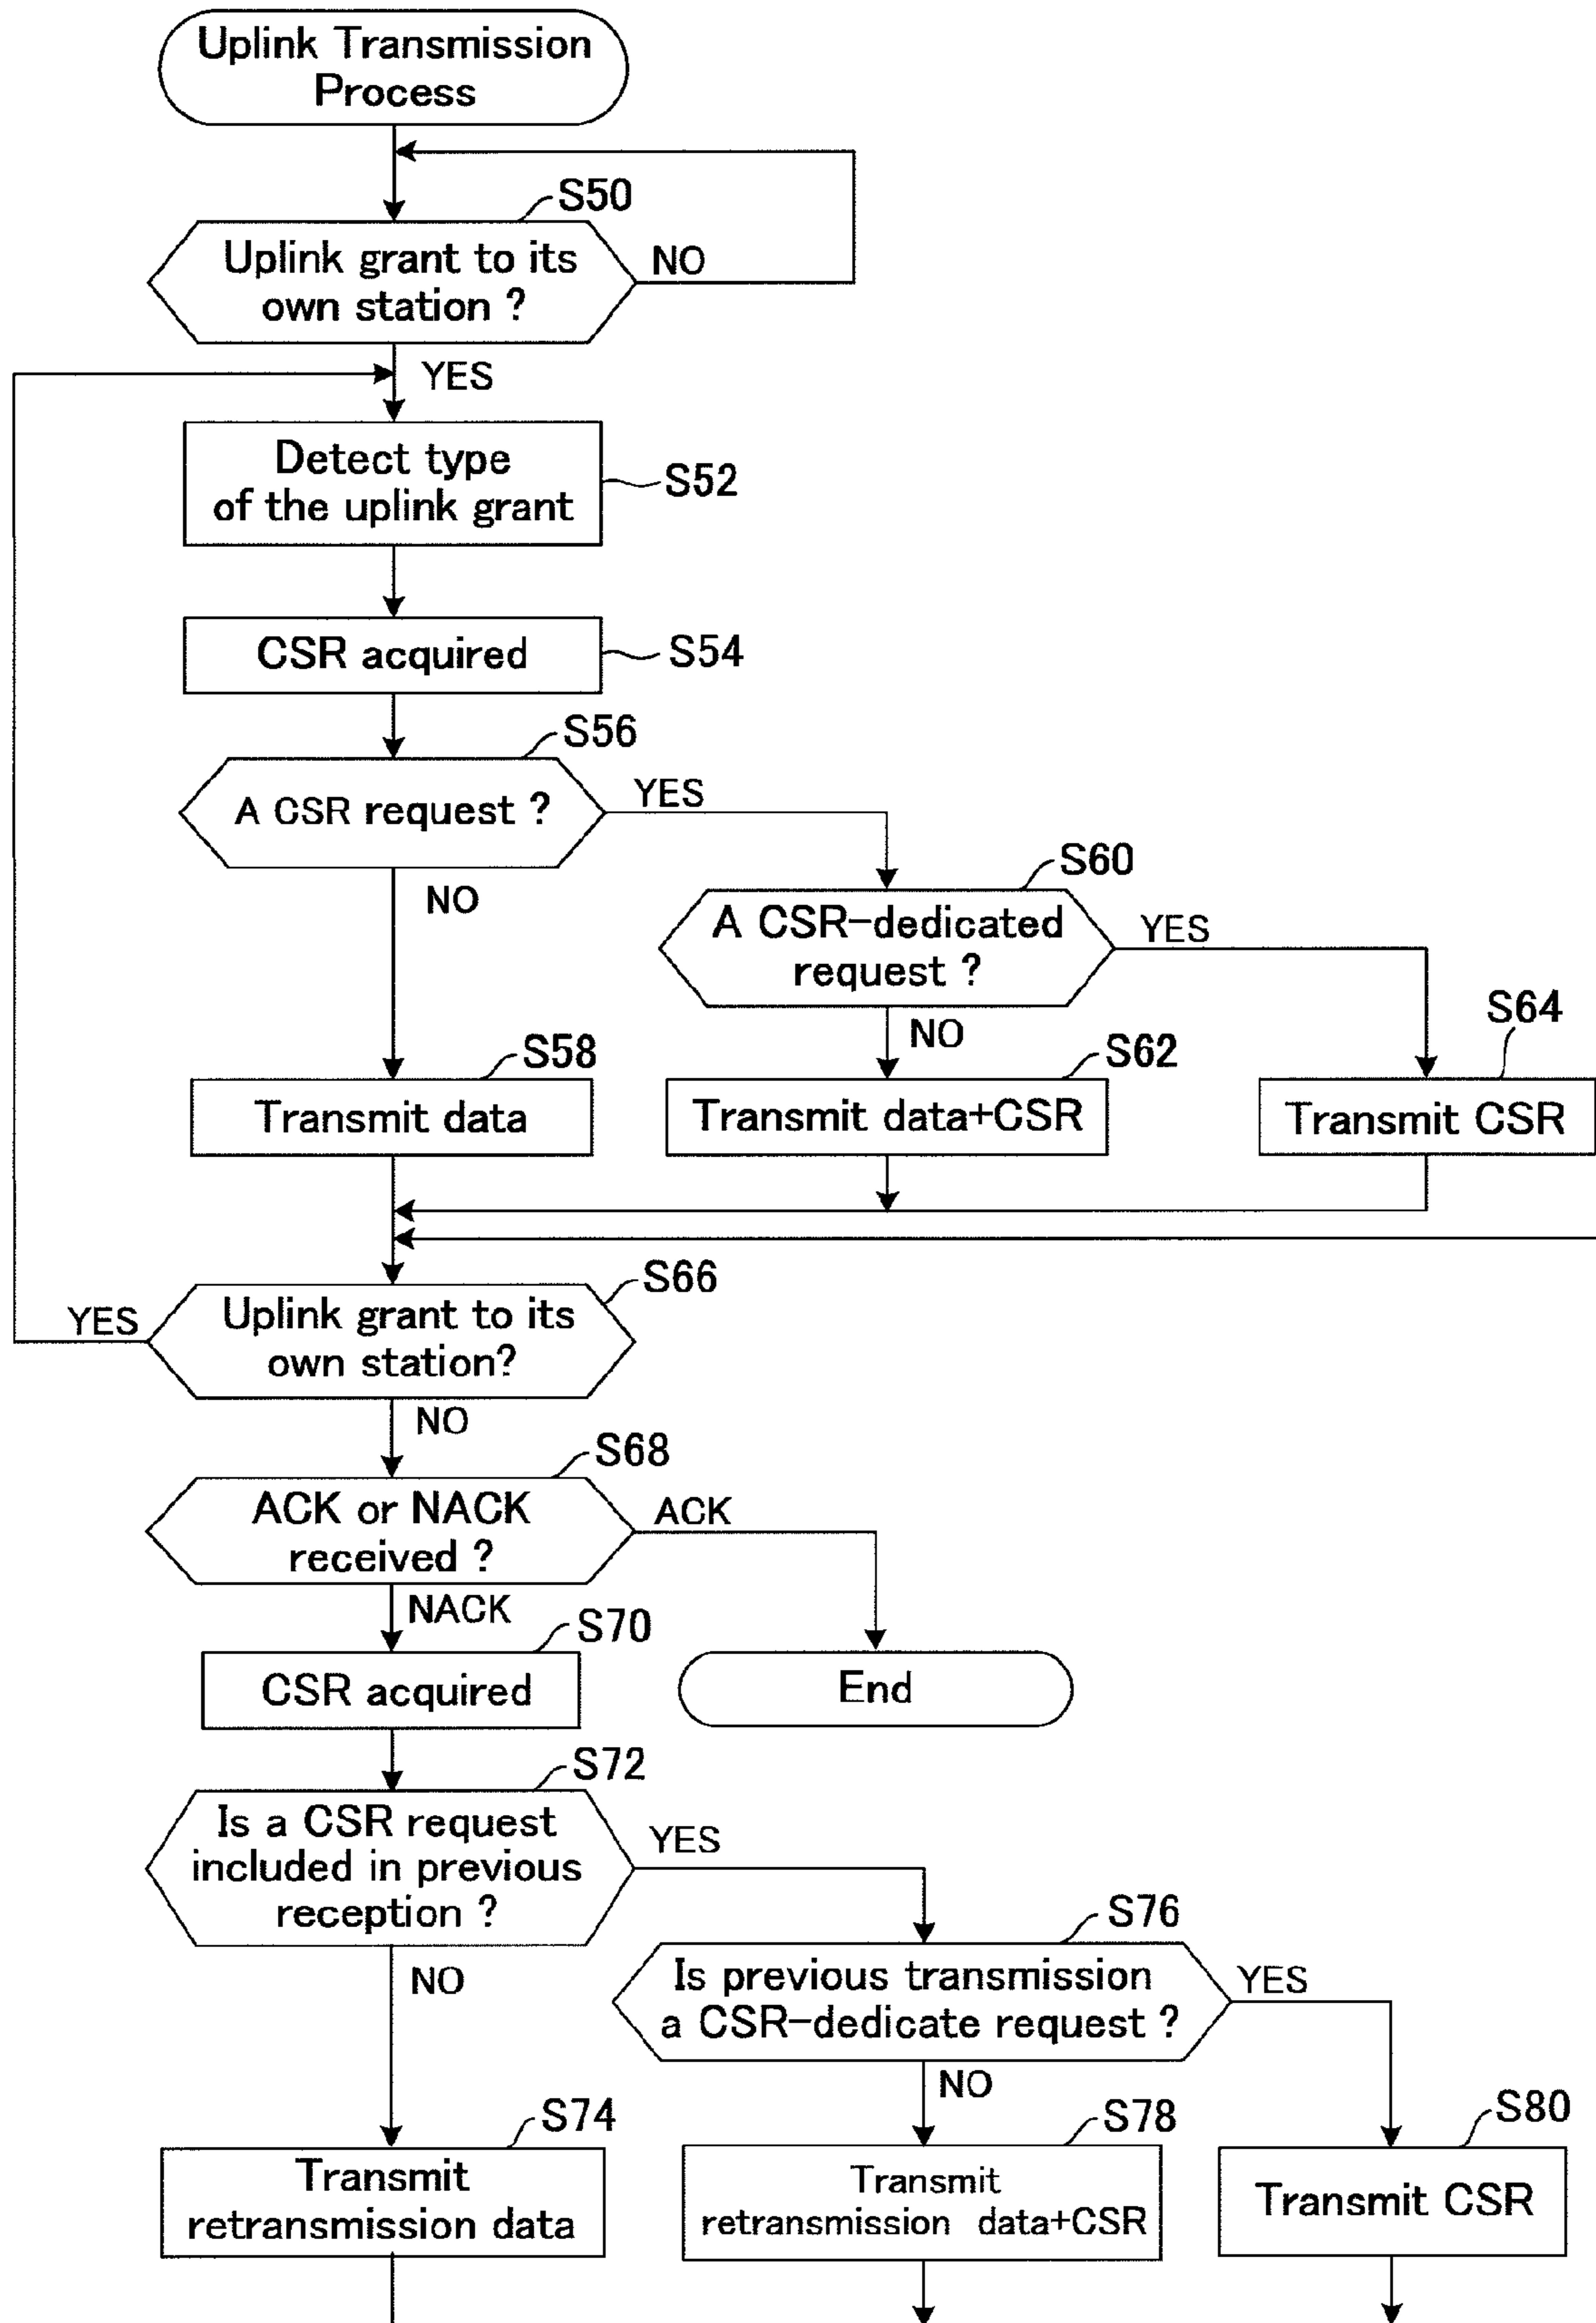 Uplink Transmission
Process
S50
Uplink grant to its
own station ?
NO
YES
Detect type
of the uplink grant
S52
CSR acquired
S54
S56
A CSR request ?
YES
NO
S60
A CSR-dedicated
request ?
YES
NO
S58
Transmit data
S62
Transmit data+CSR
S64
Transmit CSR
S66
YES
Uplink grant to its
own station?
NO
S68
ACK or NACK
received ?
ACK
NACK
S70
CSR acquired
End
S72
Is a CSR request
included in previous
reception ?
YES
NO
S76
Is previous transmission
a CSR-dedicate request ?
YES
NO
S74
Transmit
retransmission data
S78
Transmit
retransmission data+CSR
S80
Transmit CSR